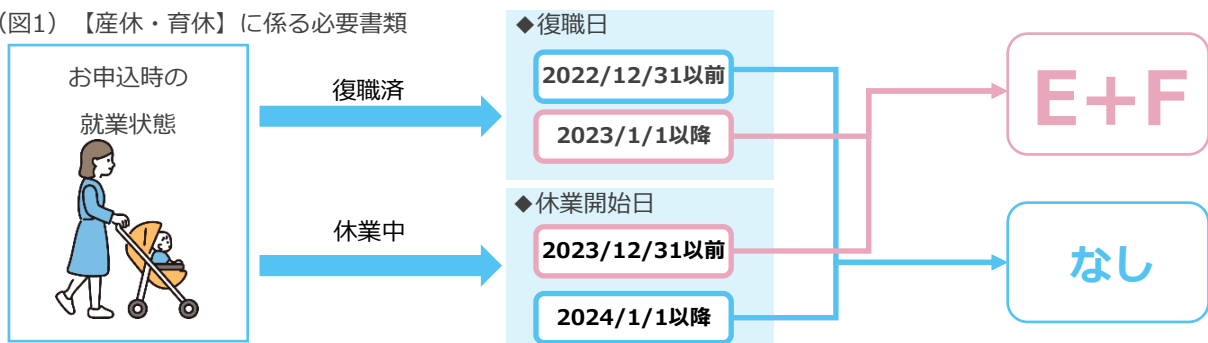 （図1）【産休・育休】に係る必要書類
お申込時の
就業状態
復職済
休業中
◆復職日
2022/12/31以前
2023/1/1以降
◆休業開始日
2023/12/31以前
2024/1/1以降
E+F
なし